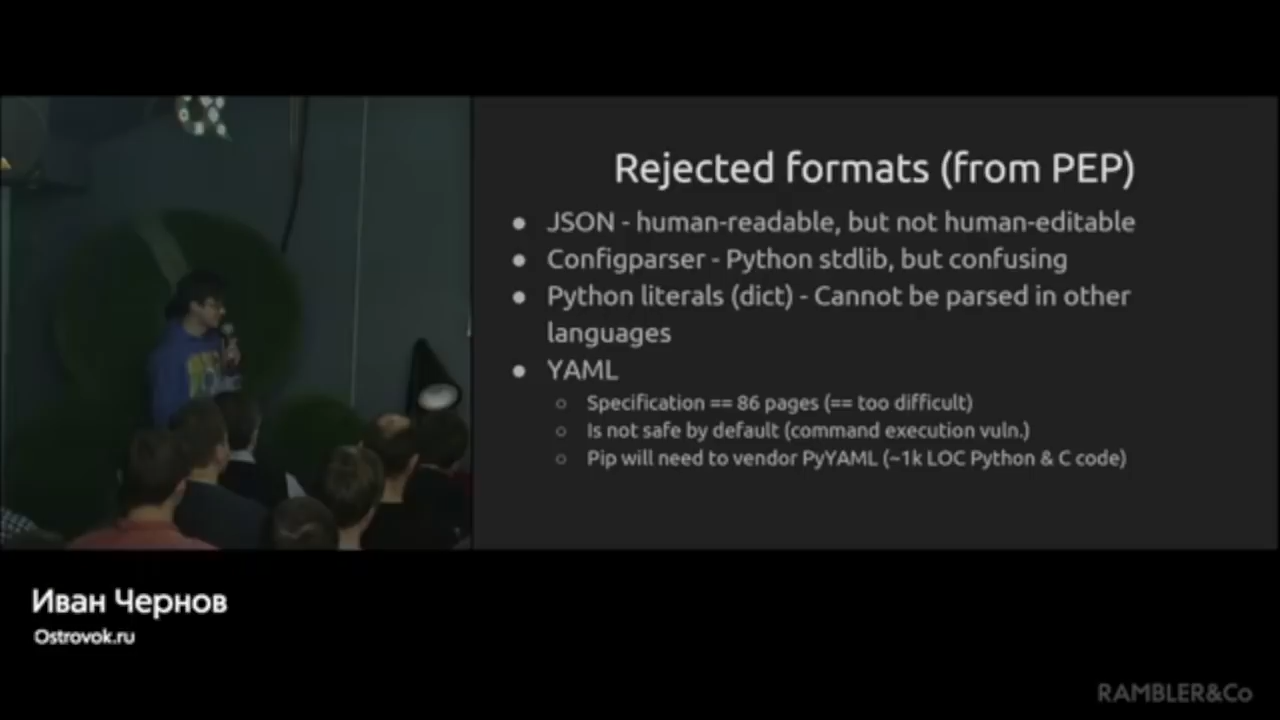 Rejected formats (from PEP)
● JSON - human-readable, but not human-editable
● Configparser - Python stdlib, but confusing
● Python literals (dict) - Cannot be parsed in other
languages
● YAML
○ Specification == 86 pages (== too difficult)
○ Is not safe by default (command execution vuln.)
○ Pip will need to vendor PyYAML (~1k LOC Python & C code)
Иван Чернов
Ostrovok.ru
RAMBLER&Co